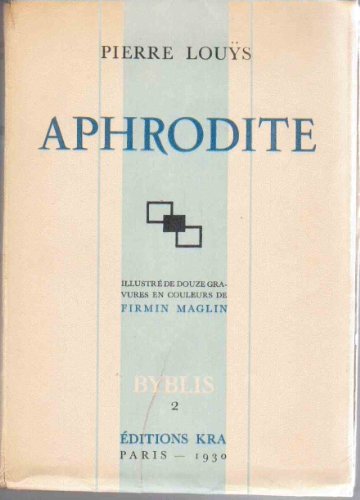 PIERRE LOUŸS
APHRODITE
ILLUSTRÉ DE DOUZE GRA-
VURES EN COULEURS DE
FIRMIN MAGLIN
BYBLIS
2
ÉDITIONS KRA
PARIS — 1930